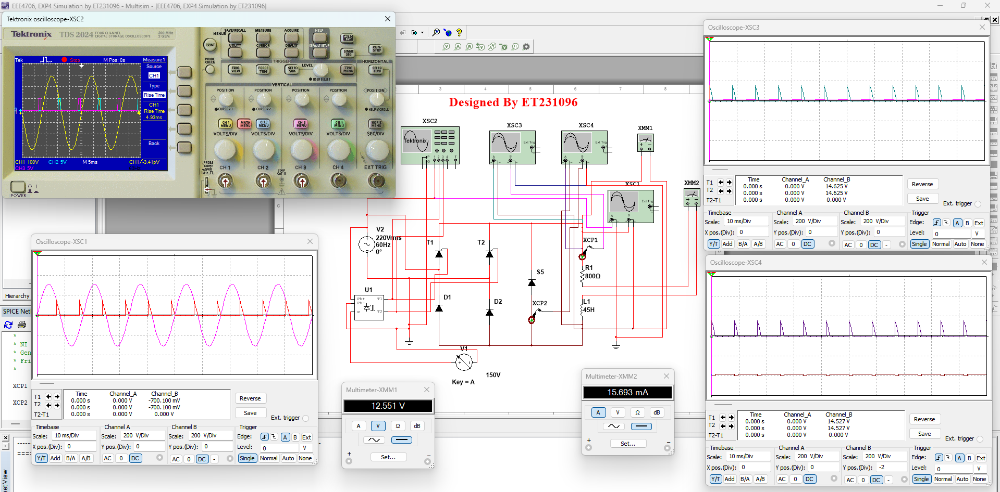 EEE4706, EXP4 Simulation by ET231096 - Multisim - [EEE4706, EXP4 Simulation by ET231096]
Tektronix oscilloscope-XSC2
Tektronix TDS 2024 FOUR CHANNEL DIGITAL STORAGE OSCILLOSCOPE 200 MHz 2 GS/s
MENUS SAVE/RECALL MEASURE ACQUIRE HELP AUTO SET
PRINT UTILITY CURSOR DISPLAY DEFAULT SETUP SINGLE SEQ RUN/STOP
PROBE CHECK TRIGGER HORIZONTAL
TRIG VIEW FORCE TRIG SET TO 50% LEVEL TRIG MENU SET TO ZERO
USER SELECT
VERTICAL
POSITION POSITION POSITION POSITION POSITION
CURSOR 1 CURSOR 2 HELP SCROLL
CH 1 MENU MATH MENU CH 2 MENU CH 3 MENU CH 4 MENU HORIZ MENU
VOLTS/DIV VOLTS/DIV VOLTS/DIV VOLTS/DIV SEC/DIV
PROBE COMP ~5V 1kHz
CH 1 CH 2 300V CAT II CH 3 CH 4 EXT TRIG
POWER
Tek Stop M Pos: 0s Measure 1
Source
CH1
Type
Rise Time
CH1
Rise Time
4.93ms
Back
CH1 100V CH2 5V M 5ms CH1 -3.41pV
CH3 5V
2 3 4 5 6 7 8
Designed By ET231096
XSC2
XSC3
XSC4
XMM1
Tektronix
Ext Trig
Ext Trig
XSC1
XMM2
Ext Trig
C
V2
220Vrms
60Hz
0°
T1
T2
XCP1
R1
800Ω
S5
U1
Ph+ T1
Ph-
α T2
D1
D2
XCP2
L1
45H
V1
150V
Key = A
Hierarchy
SPICE Netl
*
* NI
* Gen
* Fri
*
XCP1
XCP2
Oscilloscope-XSC1
Time Channel_A Channel_B
T1 0.000 s 0.000 V -700.100 mV
T2 0.000 s 0.000 V -700.100 mV
T2-T1 0.000 s 0.000 V 0.000 V
Reverse
Save
Ext. trigger
Timebase Channel A Channel B Trigger
Scale: 10 ms/Div Scale: 200 V/Div Scale: 200 V/Div Edge: A B Ext
X pos.(Div): 0 Y pos.(Div): 0 Y pos.(Div): 0 Level: 0 V
Y/T Add B/A A/B AC 0 DC AC 0 DC - Single Normal Auto None
Multimeter-XMM1
12.551 V
A V Ω dB
+ Set... -
Multimeter-XMM2
15.693 mA
A V Ω dB
+ Set... -
Oscilloscope-XSC3
Time Channel_A Channel_B
T1 0.000 s 0.000 V 14.625 V
T2 0.000 s 0.000 V 14.625 V
T2-T1 0.000 s 0.000 V 0.000 V
Reverse
Save
Ext. trigger
Timebase Channel A Channel B Trigger
Scale: 10 ms/Div Scale: 200 V/Div Scale: 200 V/Div Edge: A B Ext
X pos.(Div): 0 Y pos.(Div): 0 Y pos.(Div): 0 Level: 0 V
Y/T Add B/A A/B AC 0 DC AC 0 DC - Single Normal Auto None
Oscilloscope-XSC4
Time Channel_A Channel_B
T1 0.000 s 0.000 V 14.527 V
T2 0.000 s 0.000 V 14.527 V
T2-T1 0.000 s 0.000 V 0.000 V
Reverse
Save
Ext. trigger
Timebase Channel A Channel B Trigger
Scale: 10 ms/Div Scale: 200 V/Div Scale: 200 V/Div Edge: A B Ext
X pos.(Div): 0 Y pos.(Div): 0 Y pos.(Div): -2 Level: 0 V
Y/T Add B/A A/B AC 0 DC AC 0 DC - Single Normal Auto None